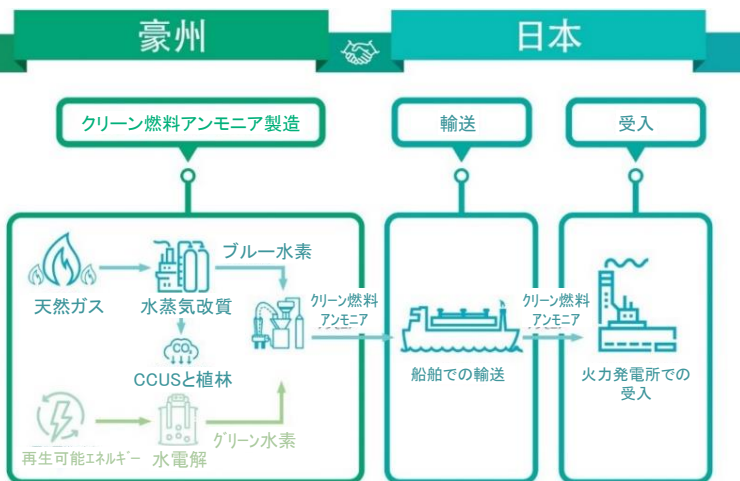 豪州
日本
クリーン燃料アンモニア製造
輸送
受入
ブルー水素
天然ガス
水蒸気改質
CO₂
CCUSと植林
再生可能エネルギー
水電解
グリーン水素
クリーン燃料
アンモニア
船舶での輸送
クリーン燃料
アンモニア
火力発電所での
受入